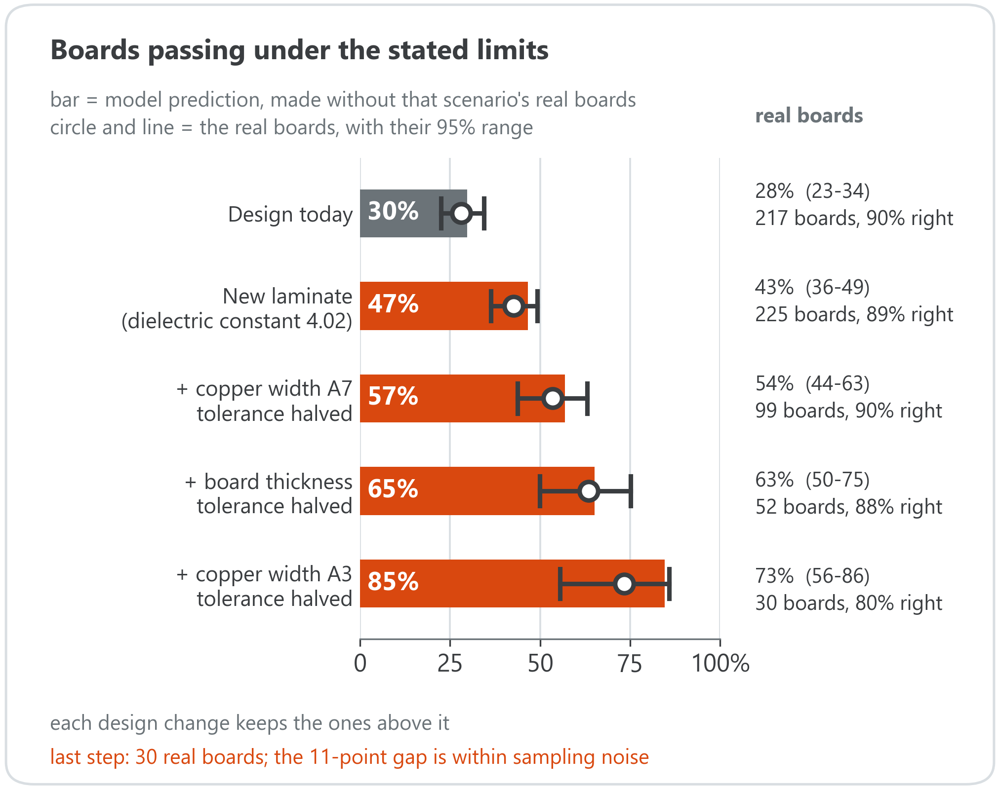 Boards passing under the stated limits
bar = model prediction, made without that scenario's real boards
circle and line = the real boards, with their 95% range
real boards
Design today
30%
28% (23-34)
217 boards, 90% right
New laminate
(dielectric constant 4.02)
47%
43% (36-49)
225 boards, 89% right
+ copper width A7
tolerance halved
57%
54% (44-63)
99 boards, 90% right
+ board thickness
tolerance halved
65%
63% (50-75)
52 boards, 88% right
+ copper width A3
tolerance halved
85%
73% (56-86)
30 boards, 80% right
0 25 50 75 100%
each design change keeps the ones above it
last step: 30 real boards; the 11-point gap is within sampling noise